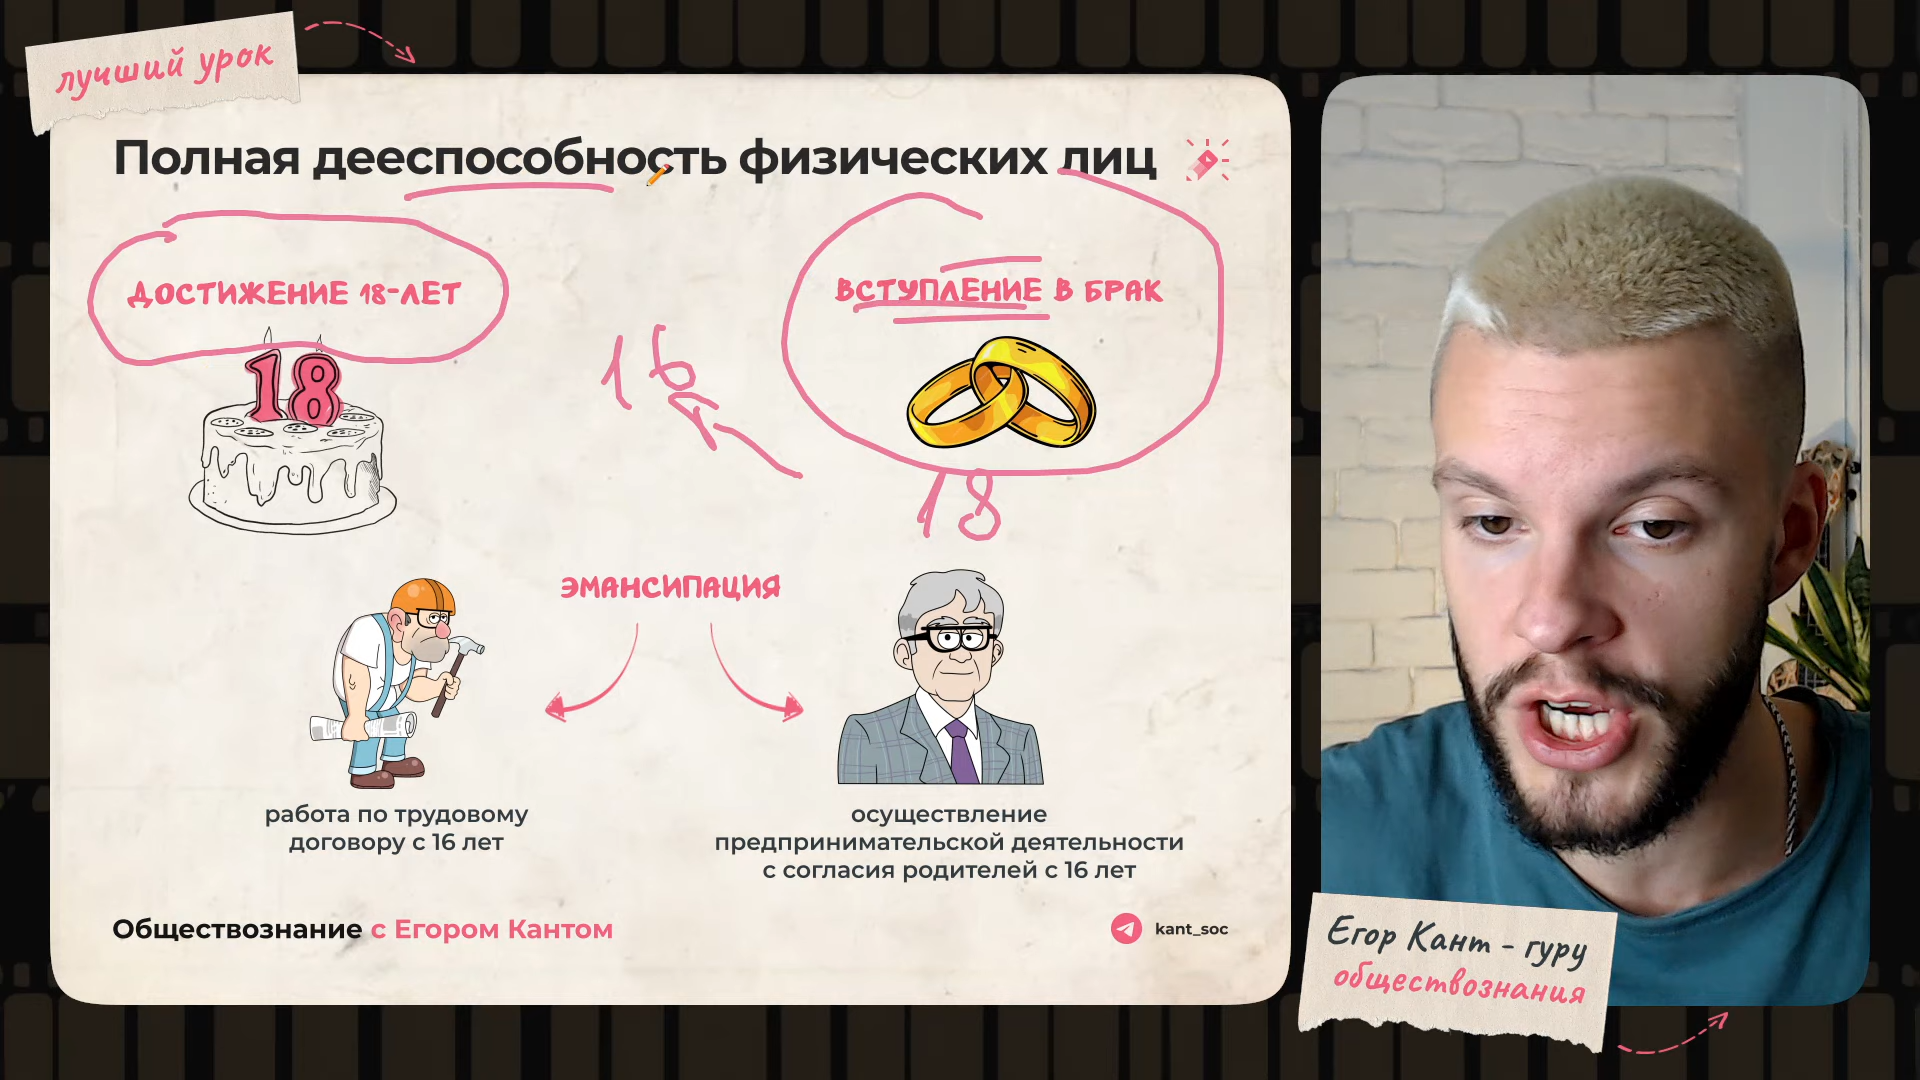 лучший урок
Полная дееспособность физических лиц
ДОСТИЖЕНИЕ 18-ЛЕТ
ВСТУПЛЕНИЕ В БРАК
18
16
18
ЭМАНСИПАЦИЯ
работа по трудовому
договору с 16 лет
осуществление
предпринимательской деятельности
с согласия родителей с 16 лет
Обществознание с Егором Кантом
kant_soc
Егор Кант - гуру
обществознания